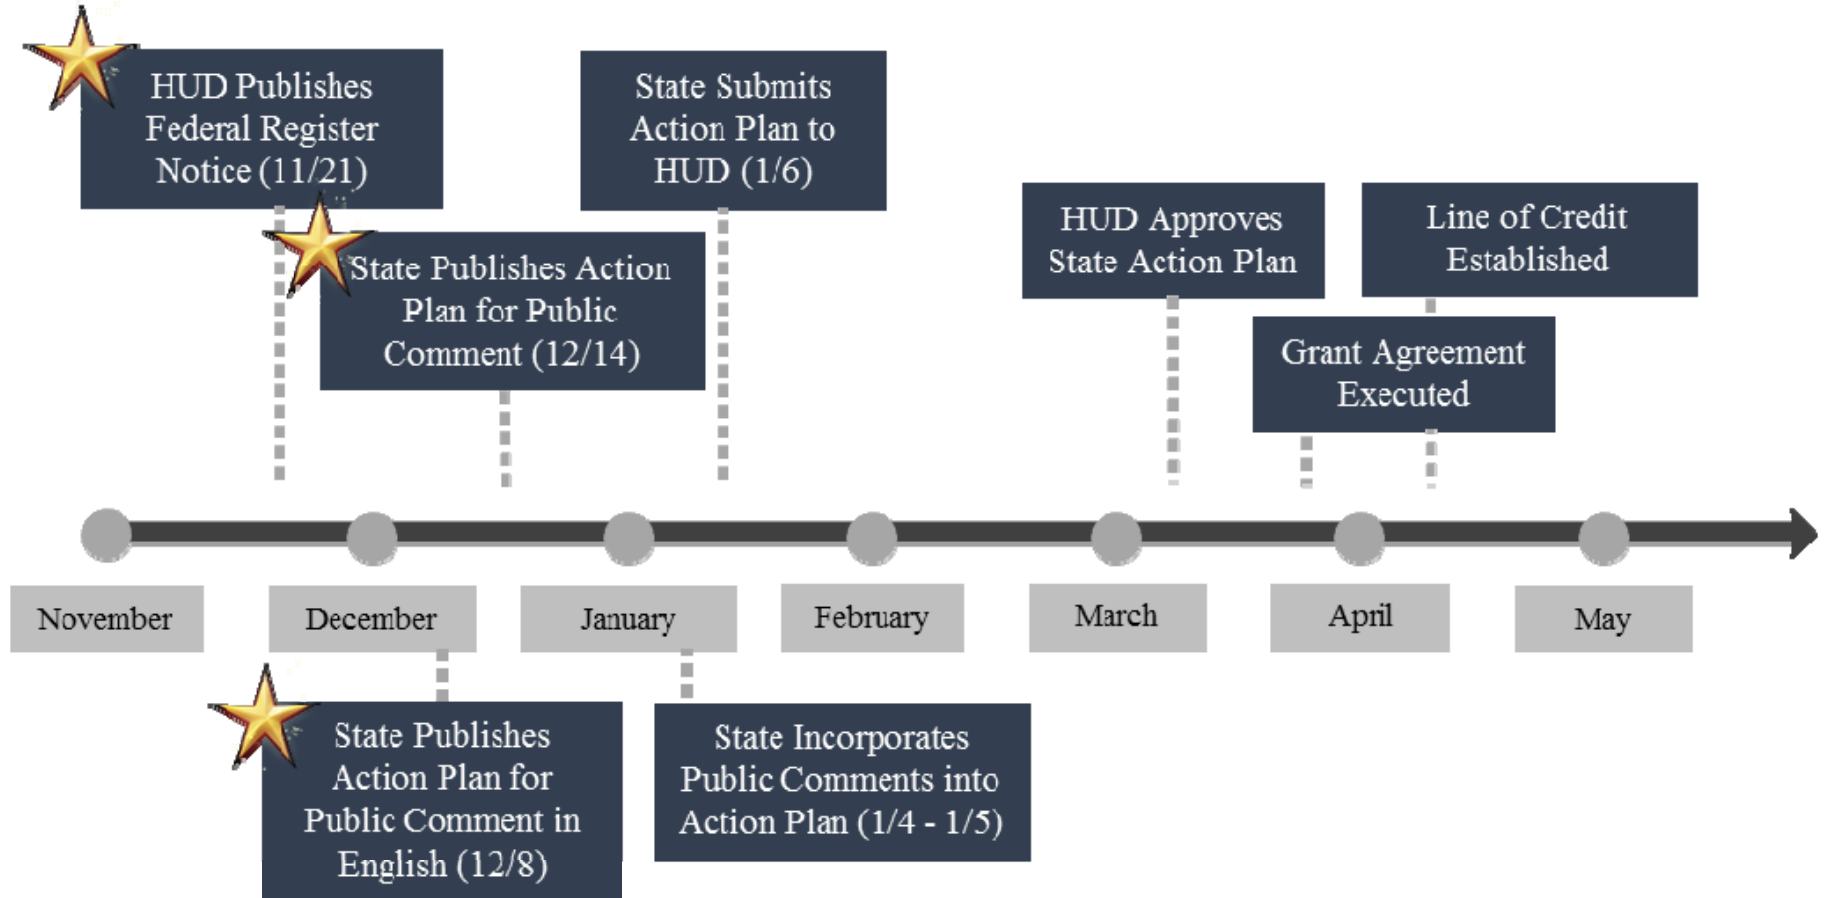 HUD Publishes
Federal Register
Notice (11/21)
State Submits
Action Plan to
HUD (1/6)
State Publishes Action
Plan for Public
Comment (12/14)
HUD Approves
State Action Plan
Line of Credit
Established
Grant Agreement
Executed
November
December
January
February
March
April
May
State Publishes
Action Plan for
Public Comment in
English (12/8)
State Incorporates
Public Comments into
Action Plan (1/4 - 1/5)